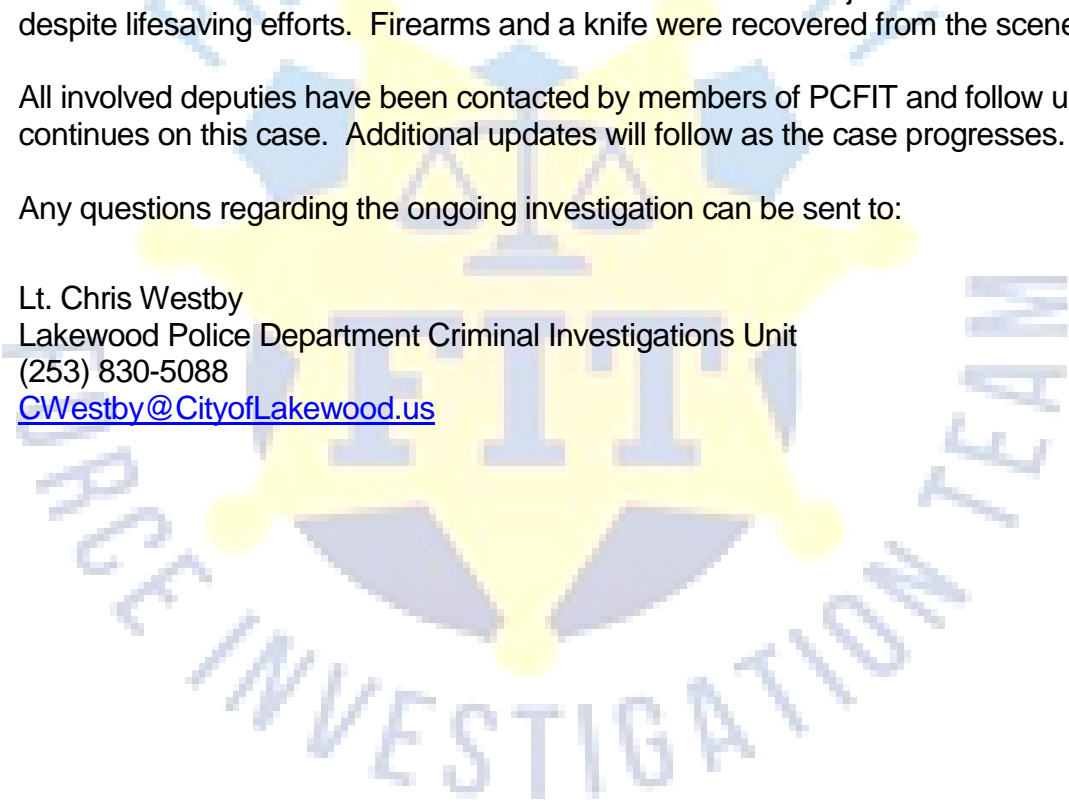 despite lifesaving efforts.  Firearms and a knife were recovered from the scene
All involved deputies have been contacted by members of PCFIT and follow u
continues on this case.  Additional updates will follow as the case progresses.
Any questions regarding the ongoing investigation can be sent to:
Lt. Chris Westby
Lakewood Police Department Criminal Investigations Unit
(253) 830-5088
CWestby@CityofLakewood.us
FIT
FORCE INVESTIGATION TEAM